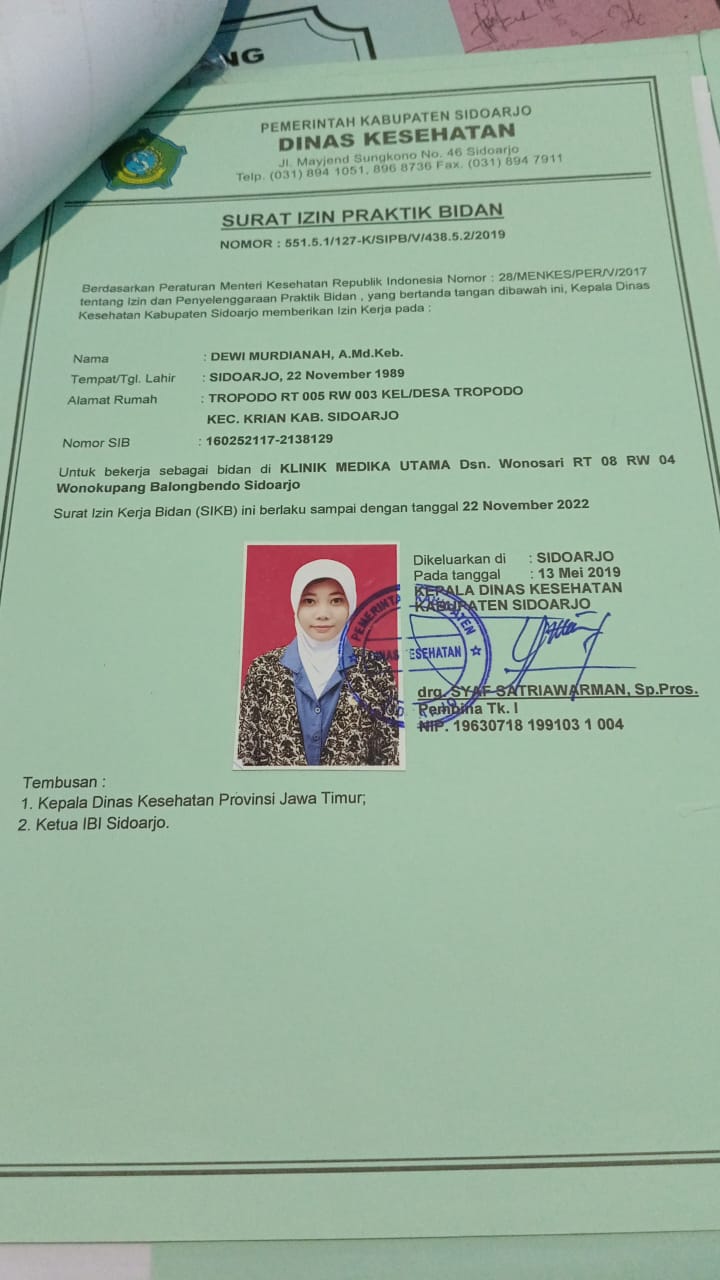 NG
PEMERINTAH KABUPATEN SIDOARJO
DINAS KESEHATAN
Jl. Mayjend Sungkono No. 46 Sidoarjo
Telp. (031) 894 1051, 896 8736 Fax. (031) 894 7911
SURAT IZIN PRAKTIK BIDAN
NOMOR : 551.5.1/127-K/SIPB/V/438.5.2/2019
Berdasarkan Peraturan Menteri Kesehatan Republik Indonesia Nomor : 28/MENKES/PER/V/2017
tentang Izin dan Penyelenggaraan Praktik Bidan , yang bertanda tangan dibawah ini, Kepala Dinas
Kesehatan Kabupaten Sidoarjo memberikan Izin Kerja pada :
Nama : DEWI MURDIANAH, A.Md.Keb.
Tempat/Tgl. Lahir : SIDOARJO, 22 November 1989
Alamat Rumah : TROPODO RT 005 RW 003 KEL/DESA TROPODO
KEC. KRIAN KAB. SIDOARJO
Nomor SIB : 160252117-2138129
Untuk bekerja sebagai bidan di KLINIK MEDIKA UTAMA Dsn. Wonosari RT 08 RW 04
Wonokupang Balongbendo Sidoarjo
Surat Izin Kerja Bidan (SIKB) ini berlaku sampai dengan tanggal 22 November 2022
Dikeluarkan di : SIDOARJO
Pada tanggal : 13 Mei 2019
KEPALA DINAS KESEHATAN
KABUPATEN SIDOARJO
drg. SYAF SATRIAWARMAN, Sp.Pros.
Pembina Tk. I
NIP. 19630718 199103 1 004
Tembusan :
1. Kepala Dinas Kesehatan Provinsi Jawa Timur;
2. Ketua IBI Sidoarjo.